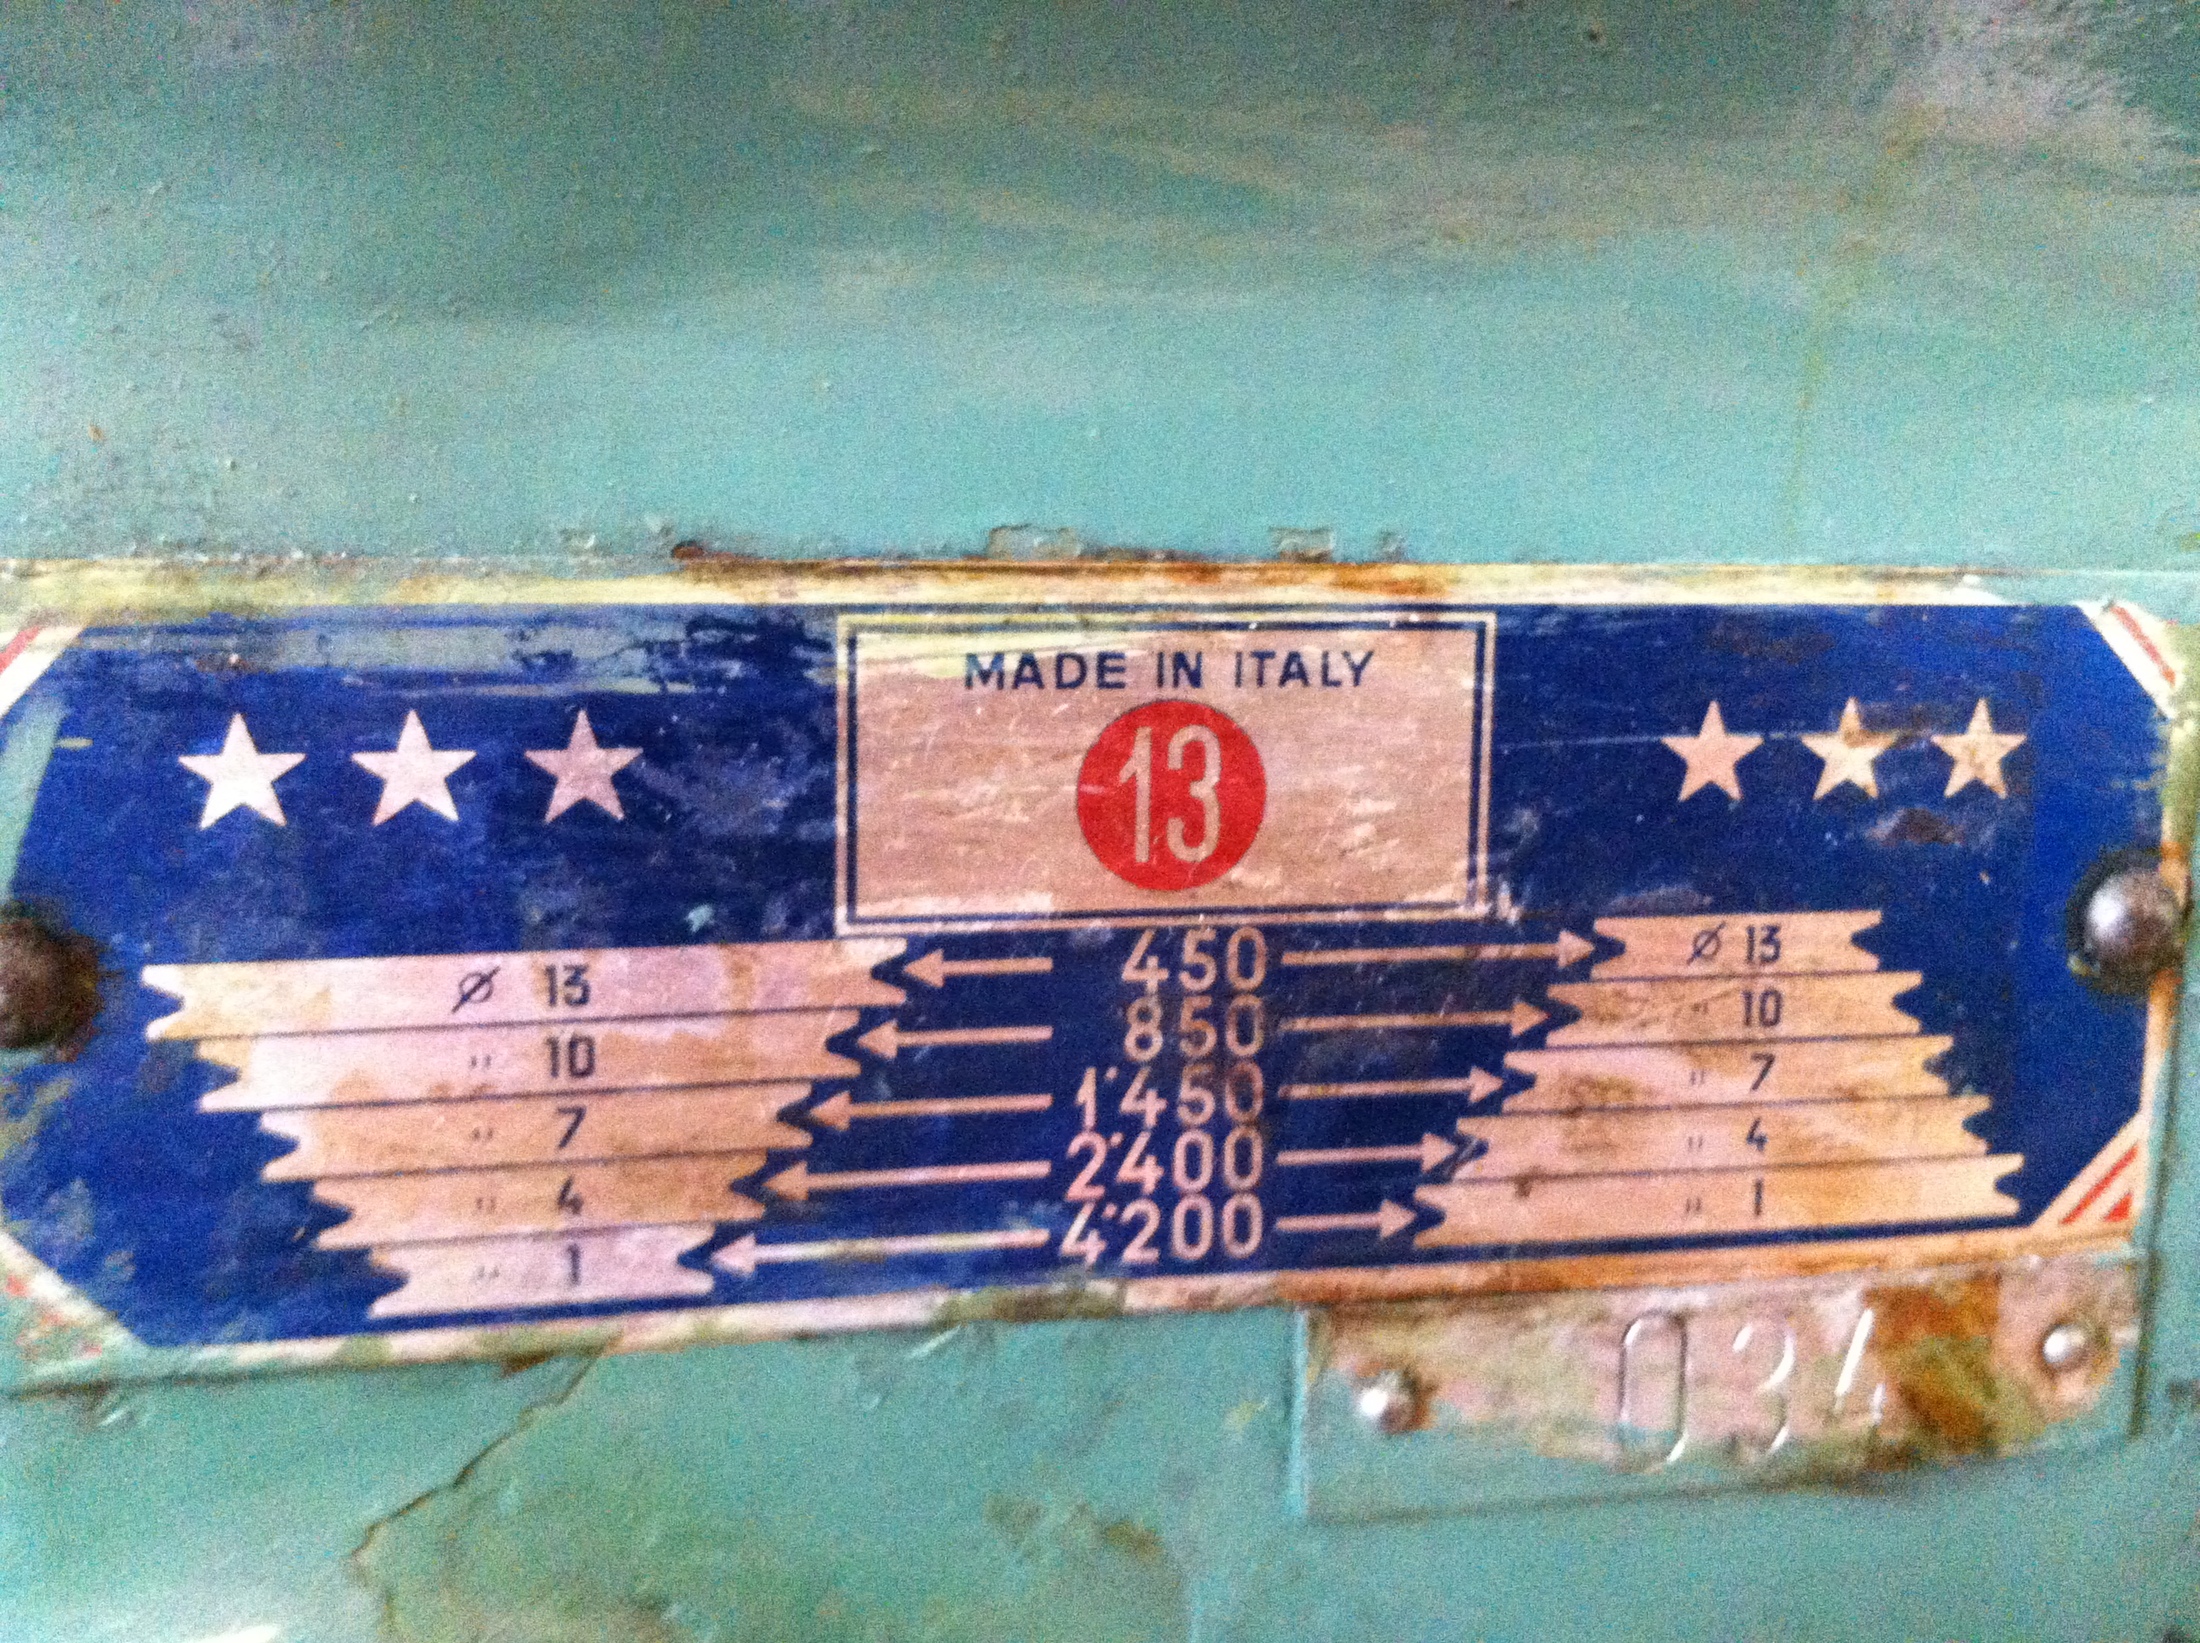 MADE IN ITALY
13
Ø 13 450 Ø 13
" 10 850 " 10
" 7 1'450 " 7
" 4 2'400 " 4
" 1 4'200 " 1
034